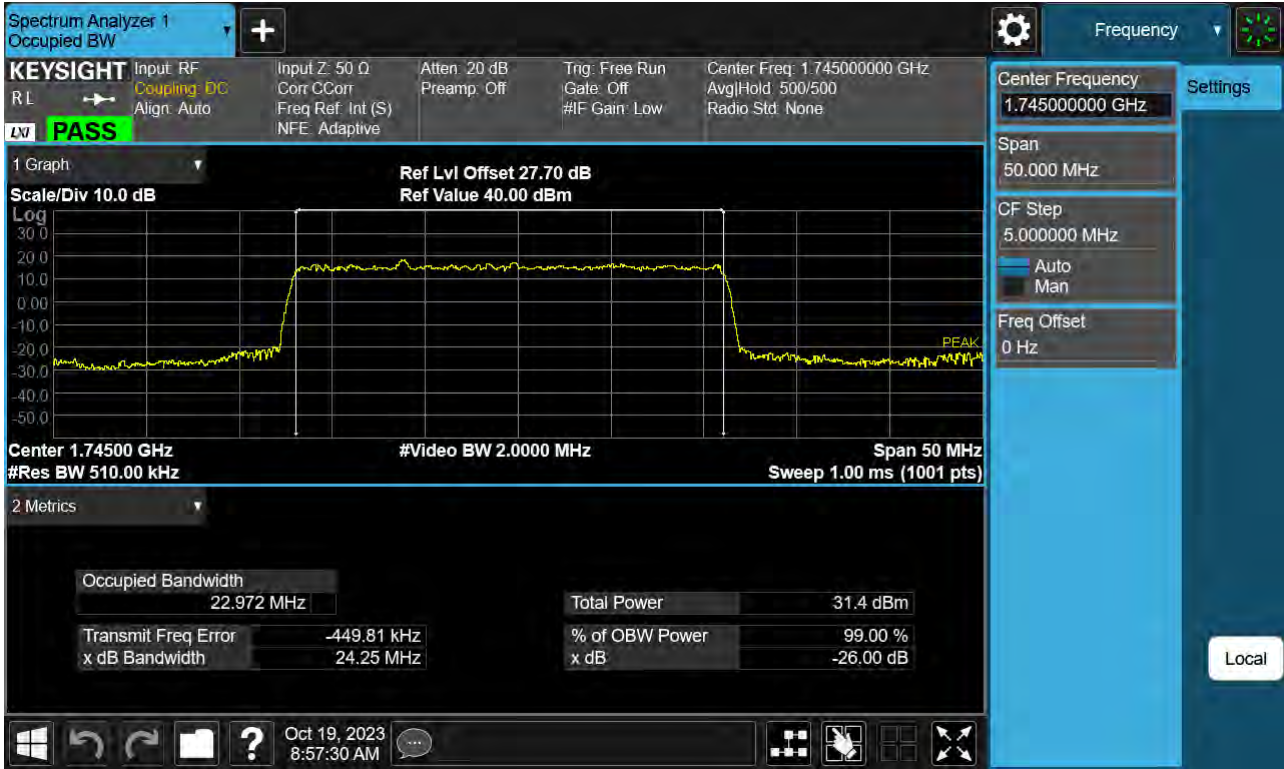 Spectrum Analyzer 1
Occupied BW
+
Frequency
KEYSIGHT
RL
LXI
PASS
Input: RF
Coupling: DC
Align: Auto
Input Z: 50 Ω
Corr CCorr
Freq Ref: Int (S)
NFE: Adaptive
Atten: 20 dB
Preamp: Off
Trig: Free Run
Gate: Off
#IF Gain: Low
Center Freq: 1.745000000 GHz
Avg|Hold: 500/500
Radio Std: None
Center Frequency
1.745000000 GHz
Settings
Span
50.000 MHz
CF Step
5.000000 MHz
Auto
Man
Freq Offset
0 Hz
Local
1 Graph
Scale/Div 10.0 dB
Ref Lvl Offset 27.70 dB
Ref Value 40.00 dBm
Log
30.0
20.0
10.0
0.00
-10.0
-20.0
-30.0
-40.0
-50.0
PEAK
Center 1.74500 GHz
#Video BW 2.0000 MHz
Span 50 MHz
#Res BW 510.00 kHz
Sweep 1.00 ms (1001 pts)
2 Metrics
Occupied Bandwidth
22.972 MHz
Total Power 31.4 dBm
Transmit Freq Error -449.81 kHz
% of OBW Power 99.00 %
x dB Bandwidth 24.25 MHz
x dB -26.00 dB
?
Oct 19, 2023
8:57:30 AM